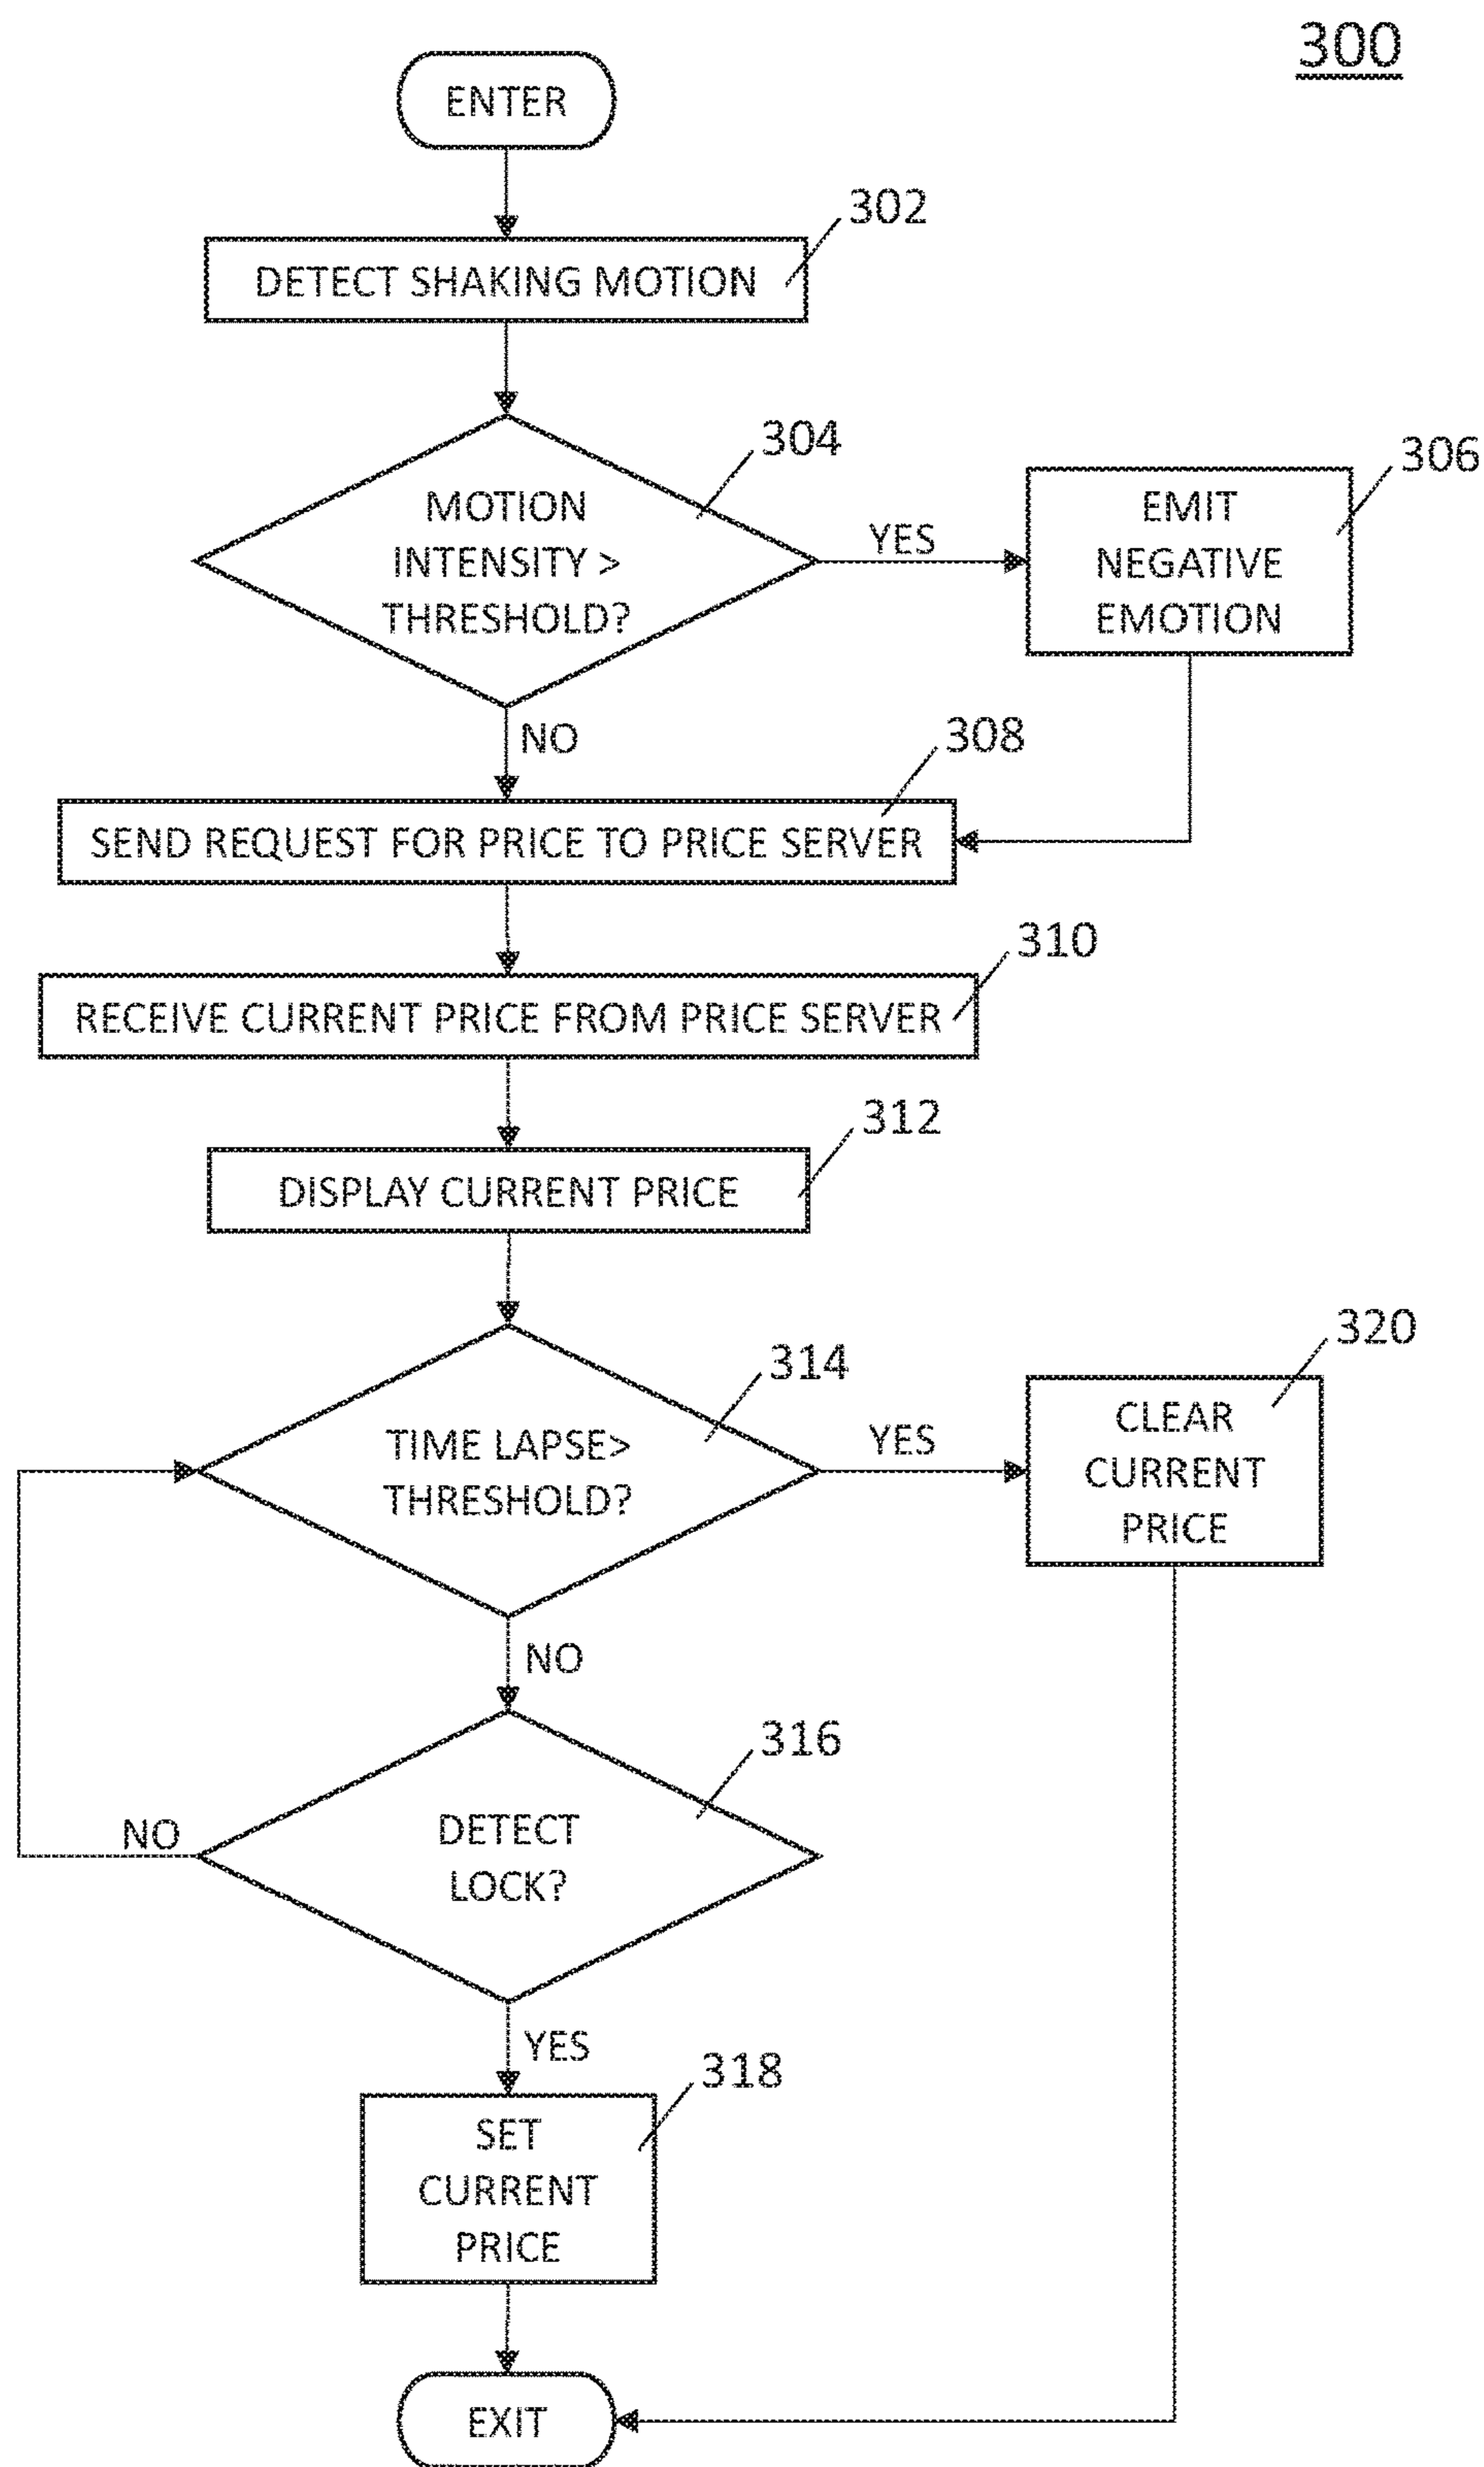 300
ENTER
302
DETECT SHAKING MOTION
304
306
MOTION
INTENSITY >
THRESHOLD?
YES
EMIT
NEGATIVE
EMOTION
NO
308
SEND REQUEST FOR PRICE TO PRICE SERVER
310
RECEIVE CURRENT PRICE FROM PRICE SERVER
312
DISPLAY CURRENT PRICE
314
320
TIME LAPSE>
THRESHOLD?
YES
CLEAR
CURRENT
PRICE
NO
316
DETECT
LOCK?
NO
YES
318
SET
CURRENT
PRICE
EXIT